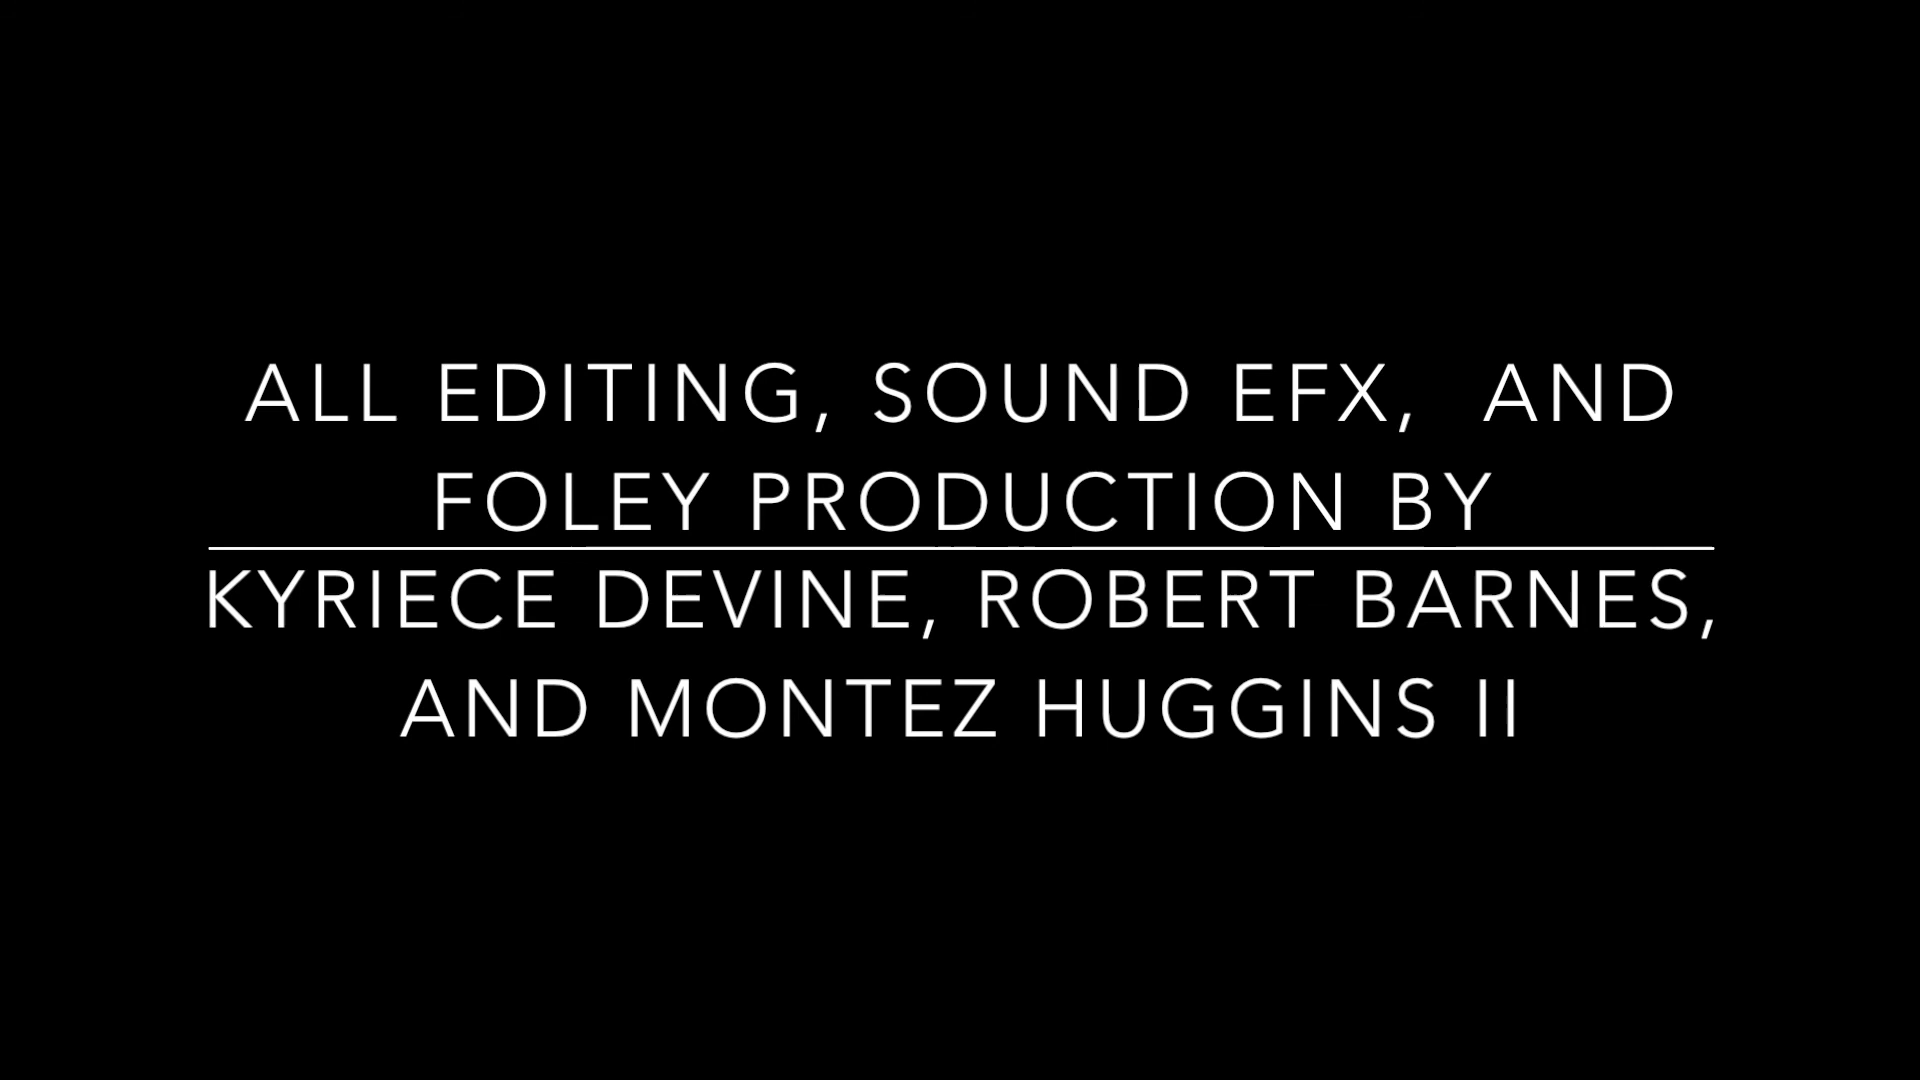 ALL EDITING, SOUND EFX, AND
FOLEY PRODUCTION BY
KYRIECE DEVINE, ROBERT BARNES,
AND MONTEZ HUGGINS II